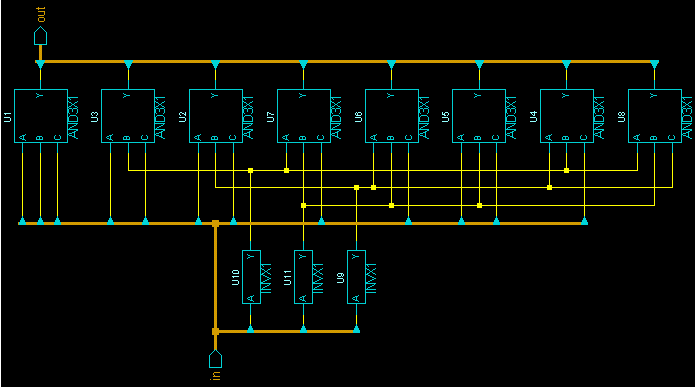 out
U1 A B C Y AND3X1
U3 A B C Y AND3X1
U2 A B C Y AND3X1
U7 A B C Y AND3X1
U6 A B C Y AND3X1
U5 A B C Y AND3X1
U4 A B C Y AND3X1
U8 A B C Y AND3X1
U10 A Y INVX1
U11 A Y INVX1
U9 A Y INVX1
in